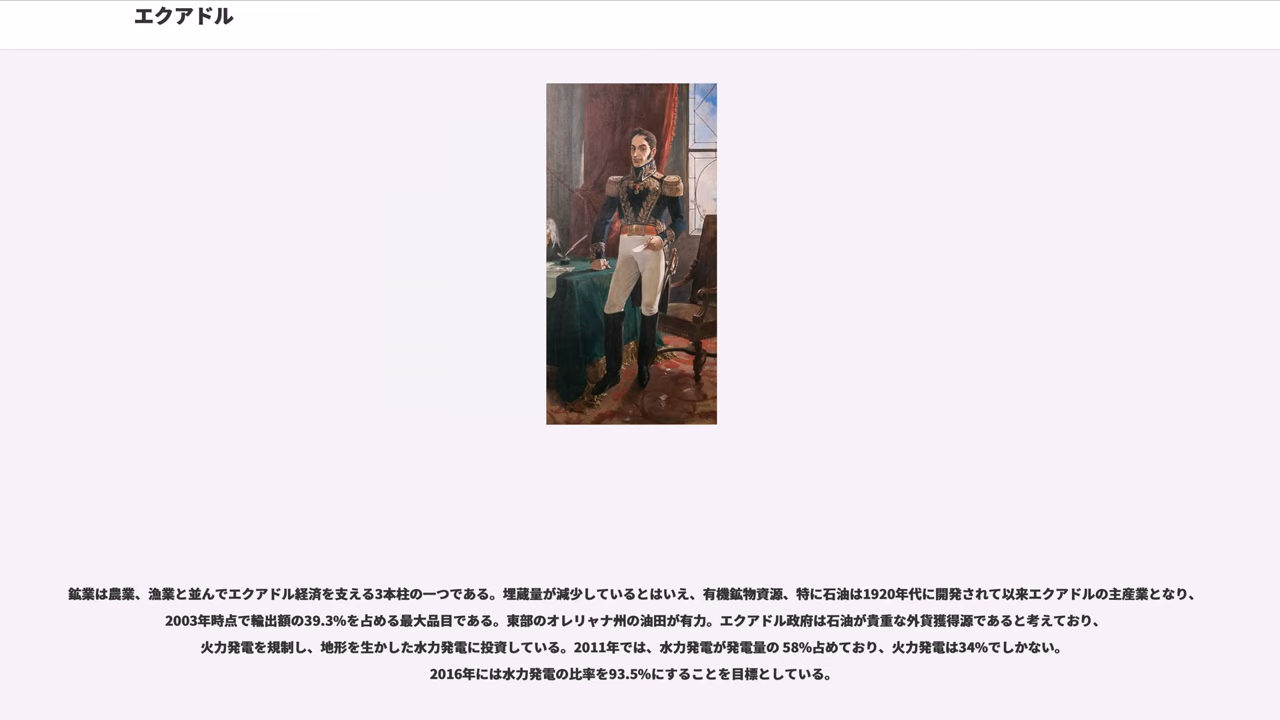 エクアドル
鉱業は農業、漁業と並んでエクアドル経済を支える3本柱の一つである。埋蔵量が減少しているとはいえ、有機鉱物資源、特に石油は1920年代に開発されて以来エクアドルの主産業となり、
2003年時点で輸出額の39.3%を占める最大品目である。東部のオレリャナ州の油田が有力。エクアドル政府は石油が貴重な外貨獲得源であると考えており、
火力発電を規制し、地形を生かした水力発電に投資している。2011年では、水力発電が発電量の 58%占めており、火力発電は34%でしかない。
2016年には水力発電の比率を93.5%にすることを目標としている。